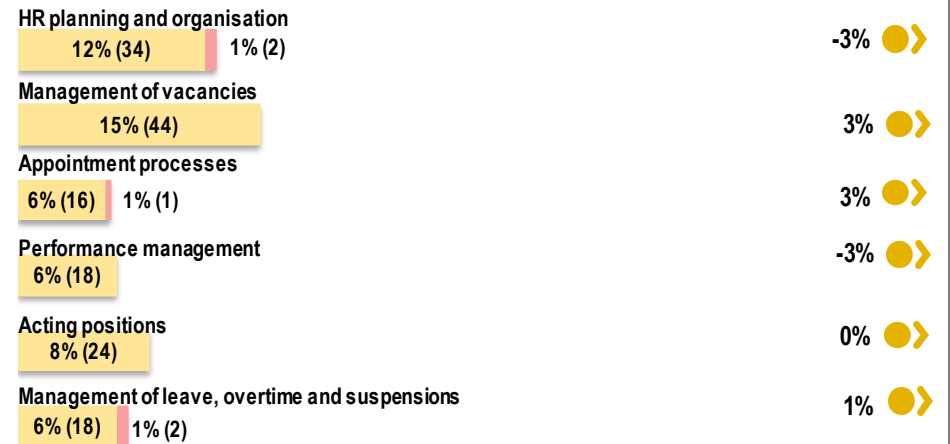 HR planning and organisation
12% (34) 1% (2) -3%
Management of vacancies
15% (44) 3%
Appointment processes
6% (16) 1% (1) 3%
Performance management
6% (18) -3%
Acting positions
8% (24) 0%
Management of leave, overtime and suspensions
6% (18) 1% (2) 1%